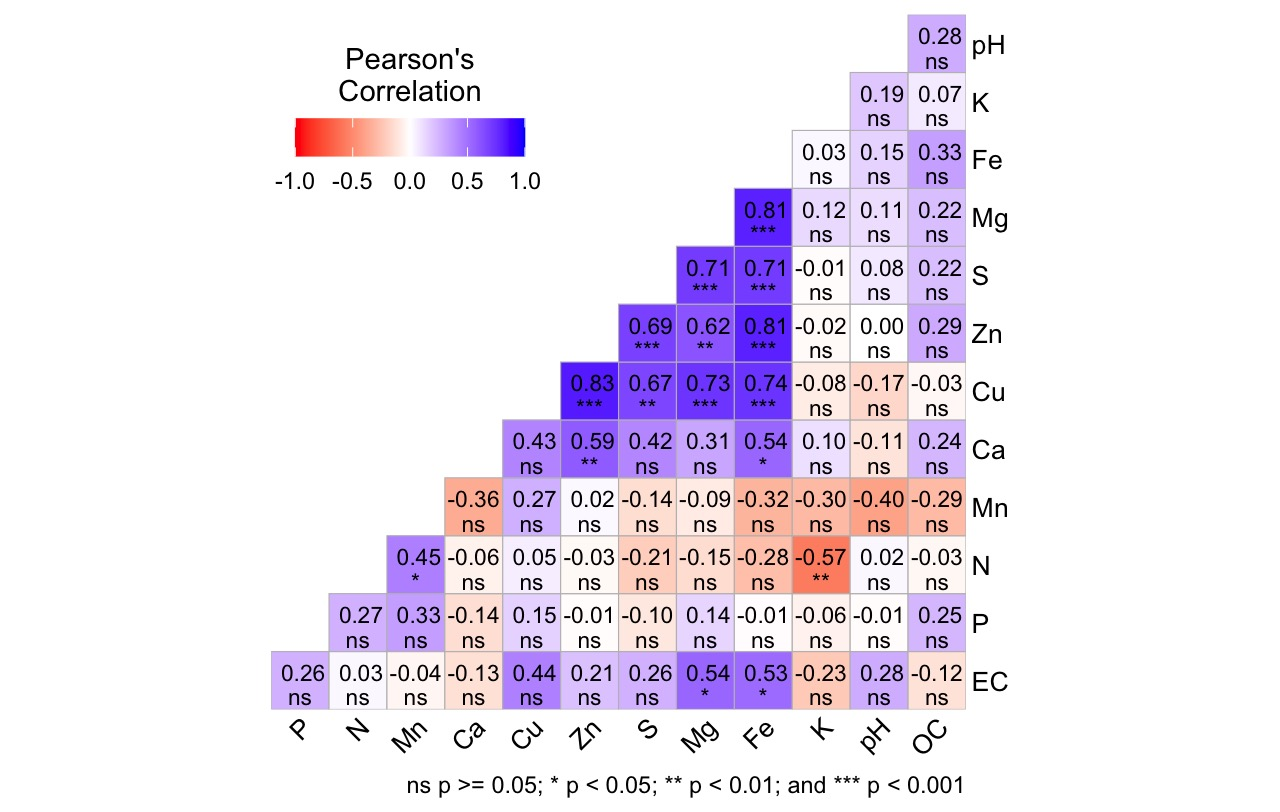 Pearson's
Correlation
-1.0 -0.5 0.0 0.5 1.0
0.28 pH
ns
0.19 0.07 K
ns ns
0.03 0.15 0.33 Fe
ns ns ns
0.81 0.12 0.11 0.22 Mg
*** ns ns ns
0.71 0.71 -0.01 0.08 0.22 S
*** *** ns ns ns
0.69 0.62 0.81 -0.02 0.00 0.29 Zn
*** ** *** ns ns ns
0.83 0.67 0.73 0.74 -0.08 -0.17 -0.03 Cu
*** ** *** *** ns ns ns
0.43 0.59 0.42 0.31 0.54 0.10 -0.11 0.24 Ca
ns ** ns ns * ns ns ns
-0.36 0.27 0.02 -0.14 -0.09 -0.32 -0.30 -0.40 -0.29 Mn
ns ns ns ns ns ns ns ns ns
0.45 -0.06 0.05 -0.03 -0.21 -0.15 -0.28 -0.57 0.02 -0.03 N
* ns ns ns ns ns ns ** ns ns
0.27 0.33 -0.14 0.15 -0.01 -0.10 0.14 -0.01 -0.06 -0.01 0.25 P
ns ns ns ns ns ns ns ns ns ns ns
0.26 0.03 -0.04 -0.13 0.44 0.21 0.26 0.54 0.53 -0.23 0.28 -0.12 EC
ns ns ns ns ns ns ns * * ns ns ns
P N Mn Ca Cu Zn S Mg Fe K pH OC
ns p >= 0.05; * p < 0.05; ** p < 0.01; and *** p < 0.001